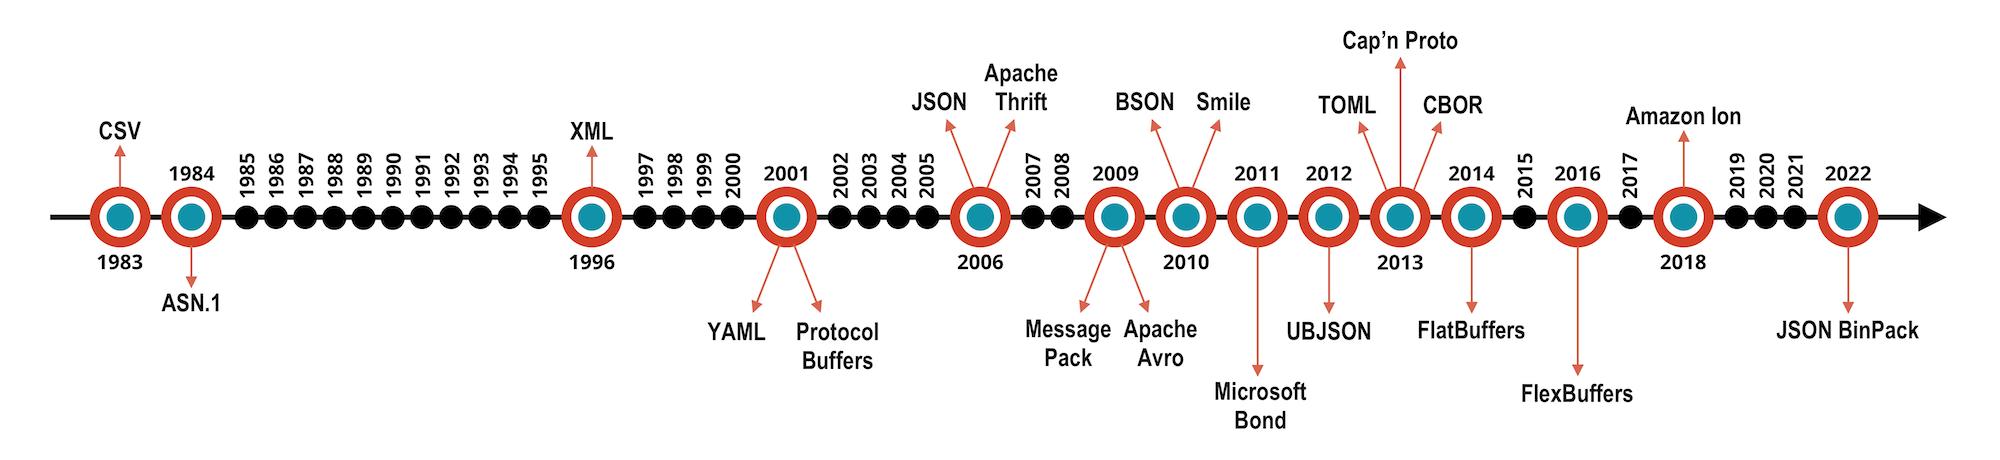 Cap’n Proto
Apache
Thrift
JSON
BSON
Smile
TOML
CBOR
Amazon Ion
CSV
XML
1984
1985
1986
1987
1988
1989
1990
1991
1992
1993
1994
1995
1997
1998
1999
2000
2001
2002
2003
2004
2005
2007
2008
2009
2011
2012
2014
2015
2016
2017
2019
2020
2021
2022
1983
1996
2006
2010
2013
2018
ASN.1
YAML
Protocol
Buffers
Message
Pack
Apache
Avro
UBJSON
FlatBuffers
JSON BinPack
Microsoft
Bond
FlexBuffers